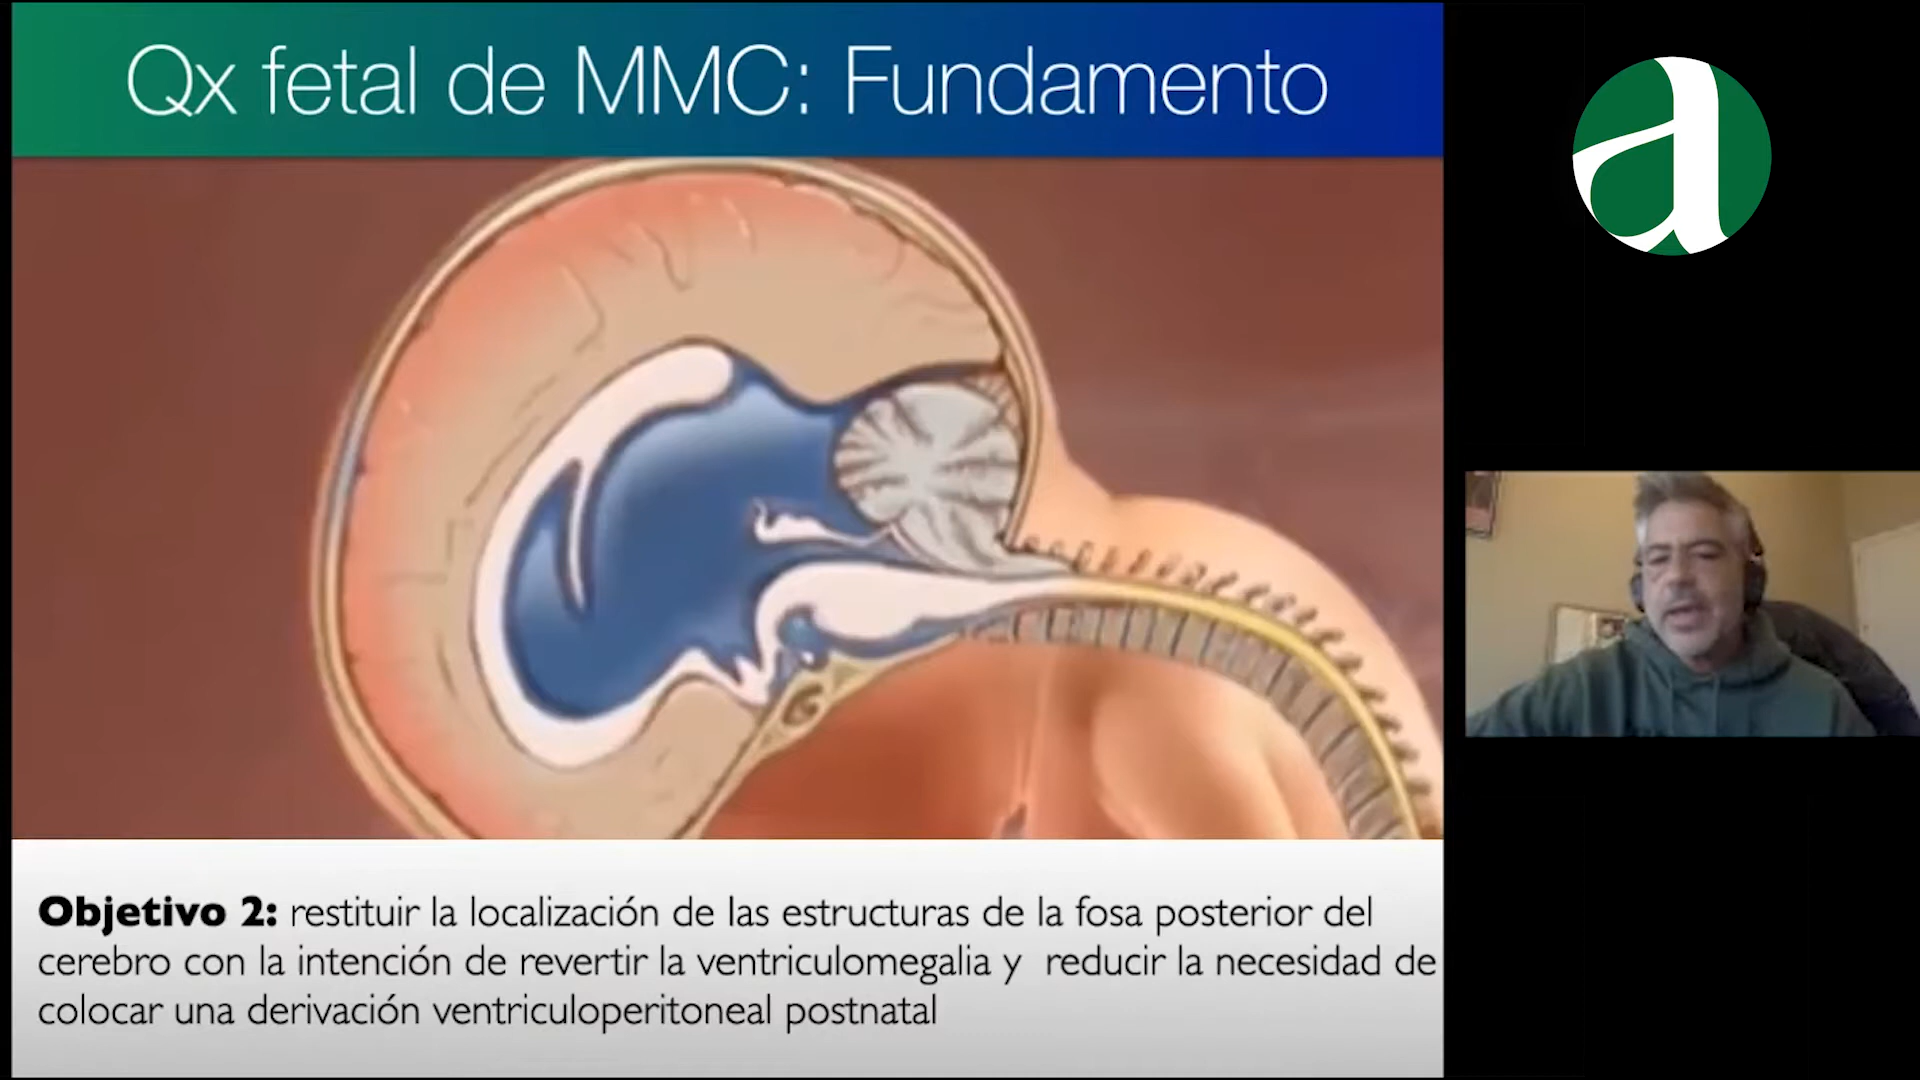 Qx fetal de MMC: Fundamento
a
Objetivo 2: restituir la localización de las estructuras de la fosa posterior del
cerebro con la intención de revertir la ventriculomegalia y reducir la necesidad de
colocar una derivación ventriculoperitoneal postnatal